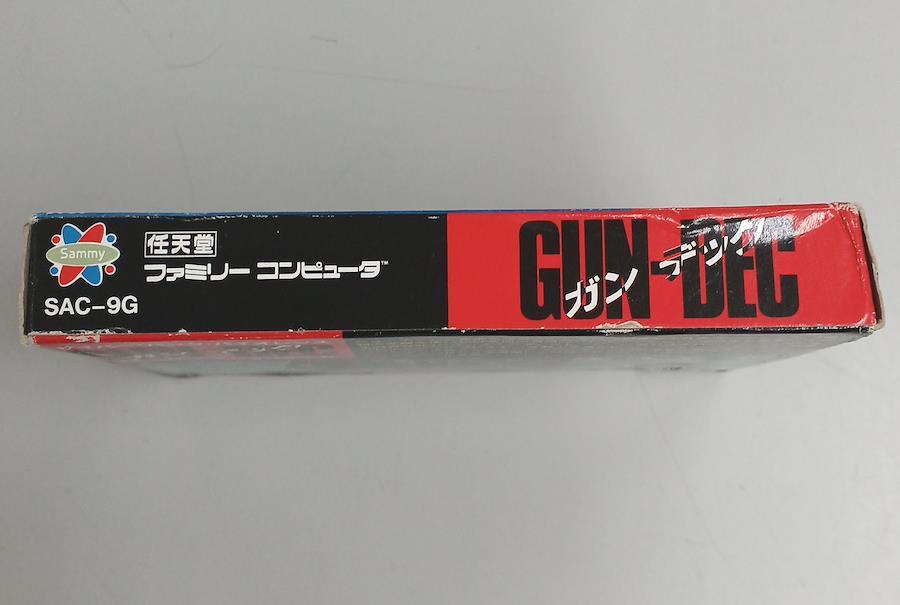 Sammy
SAC-9G
任天堂
ファミリー コンピュータ™
GUN-DEC
ガン デック